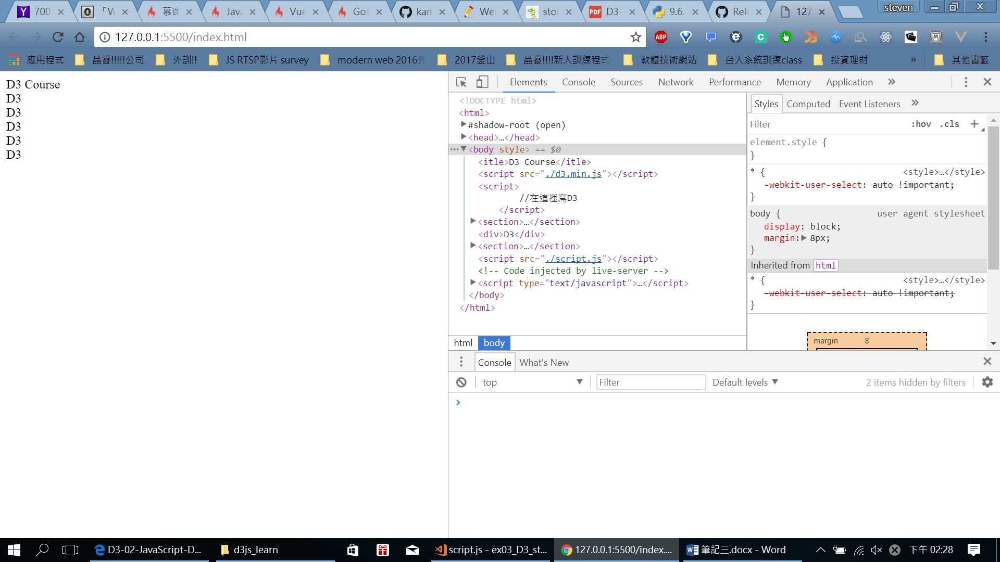 700
「W
慕课
Java
Vue
Go
kam
Wel
stor
PDF D3-
9.6.
Rele
127
steven
127.0.0.1:5500/index.html
ABP
應用程式
晶睿!!!!!公司
外訓!!
JS RTSP影片 survey
modern web 2016外
2017釜山
晶睿!!!!新人訓練程式
軟體技術網站
台大系統訓練class
投資理財
»
其他書籤
D3 Course
D3
D3
D3
D3
D3
Elements Console Sources Network Performance Memory Application »
<!DOCTYPE html>
<html>
#shadow-root (open)
<head>…</head>
<body style> == $0
<itle>D3 Course</itle>
<script src="./d3.min.js"></script>
<script>
//在這裡寫D3
</script>
<section>…</section>
<div>D3</div>
<section>…</section>
<script src="./script.js"></script>
<!-- Code injected by live-server -->
<script type="text/javascript">…</script>
</body>
</html>
html body
Styles Computed Event Listeners »
Filter :hov .cls +
element.style {
}
* { <style>…</style>
-webkit-user-select: auto !important;
}
body { user agent stylesheet
display: block;
margin: 8px;
}
Inherited from html
* { <style>…</style>
-webkit-user-select: auto !important;
}
margin 8
Console What's New
top Filter Default levels 2 items hidden by filters
D3-02-JavaScript-D...
d3js_learn
script.js - ex03_D3_st...
127.0.0.1:5500/index....
筆記三.docx - Word
下午 02:28